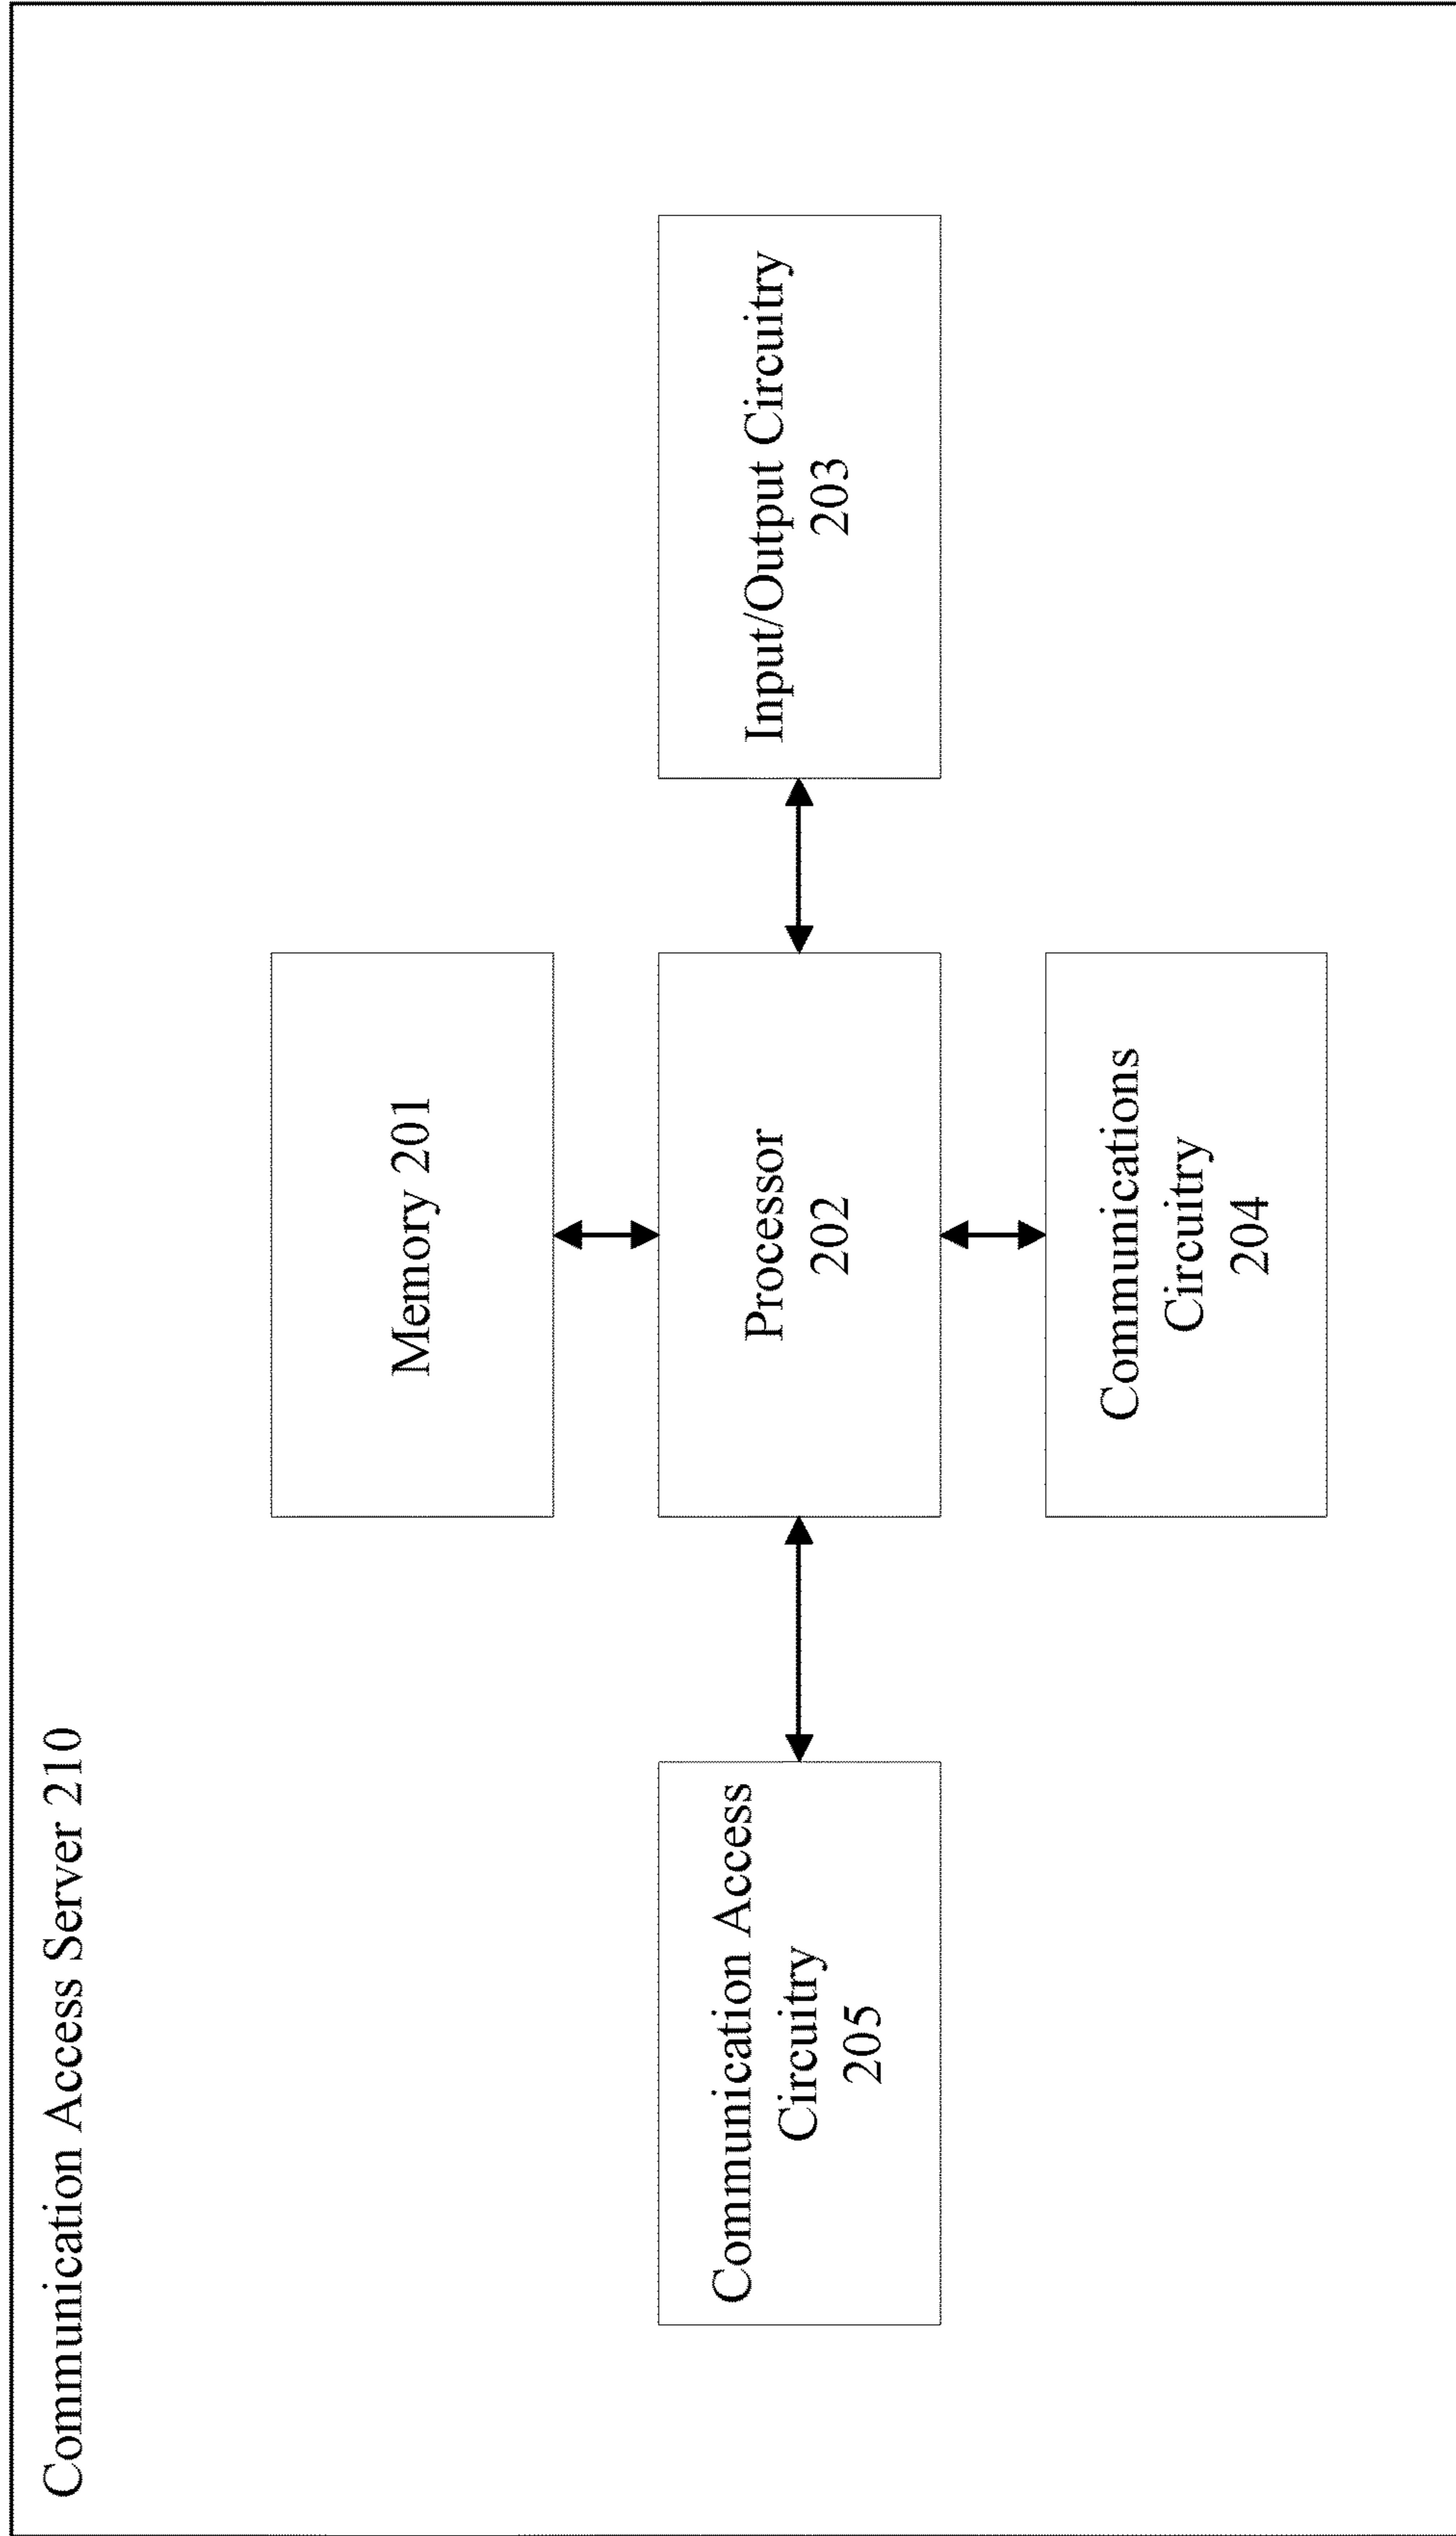 Communication Access Server 210
Memory 201
Communication Access
Circuitry
205
Processor
202
Input/Output Circuitry
203
Communications
Circuitry
204